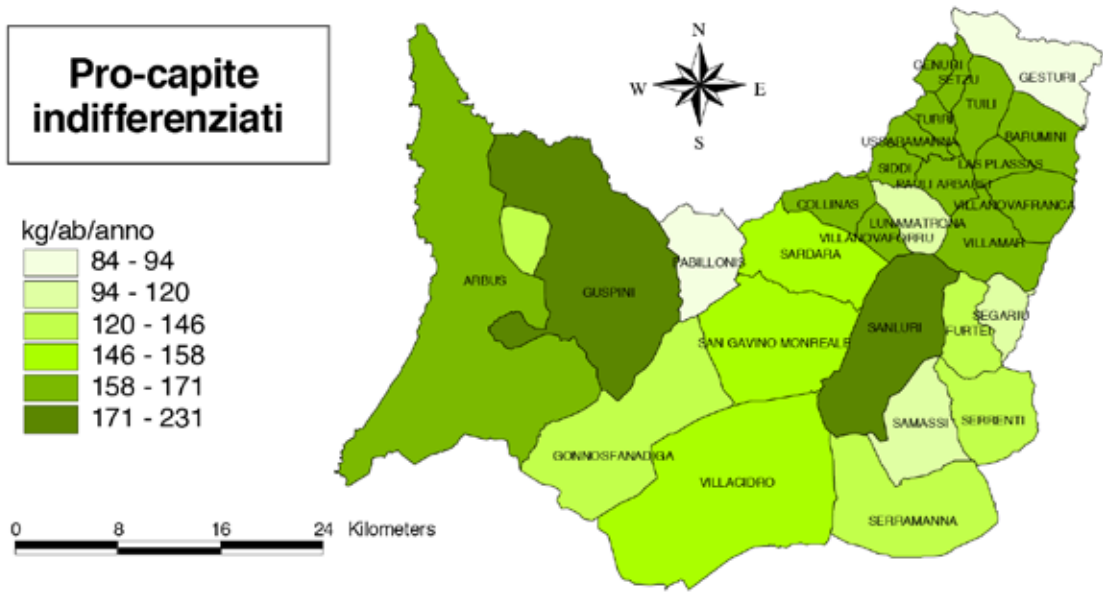 Pro-capite
indifferenziati
N
W
E
S
kg/ab/anno
84 - 94
94 - 120
120 - 146
146 - 158
158 - 171
171 - 231
0 8 16 24 Kilometers
GENURI
SETZU
GESTURI
TUILI
TURRI
USSARAMANNA
BARUMINI
SIDDI
LAS PLASSAS
PAULI ARBAREI
COLLINAS
VILLANOVAFRANCA
LUNAMATRONA
VILLANOVAFORRU
VILLAMAR
SARDARA
PABILLONIS
ARBUS
GUSPINI
SEGARIU
SANLURI
FURTEI
SAN GAVINO MONREALE
SAMASSI
SERRENTI
GONNOSFANADIGA
VILLACIDRO
SERRAMANNA